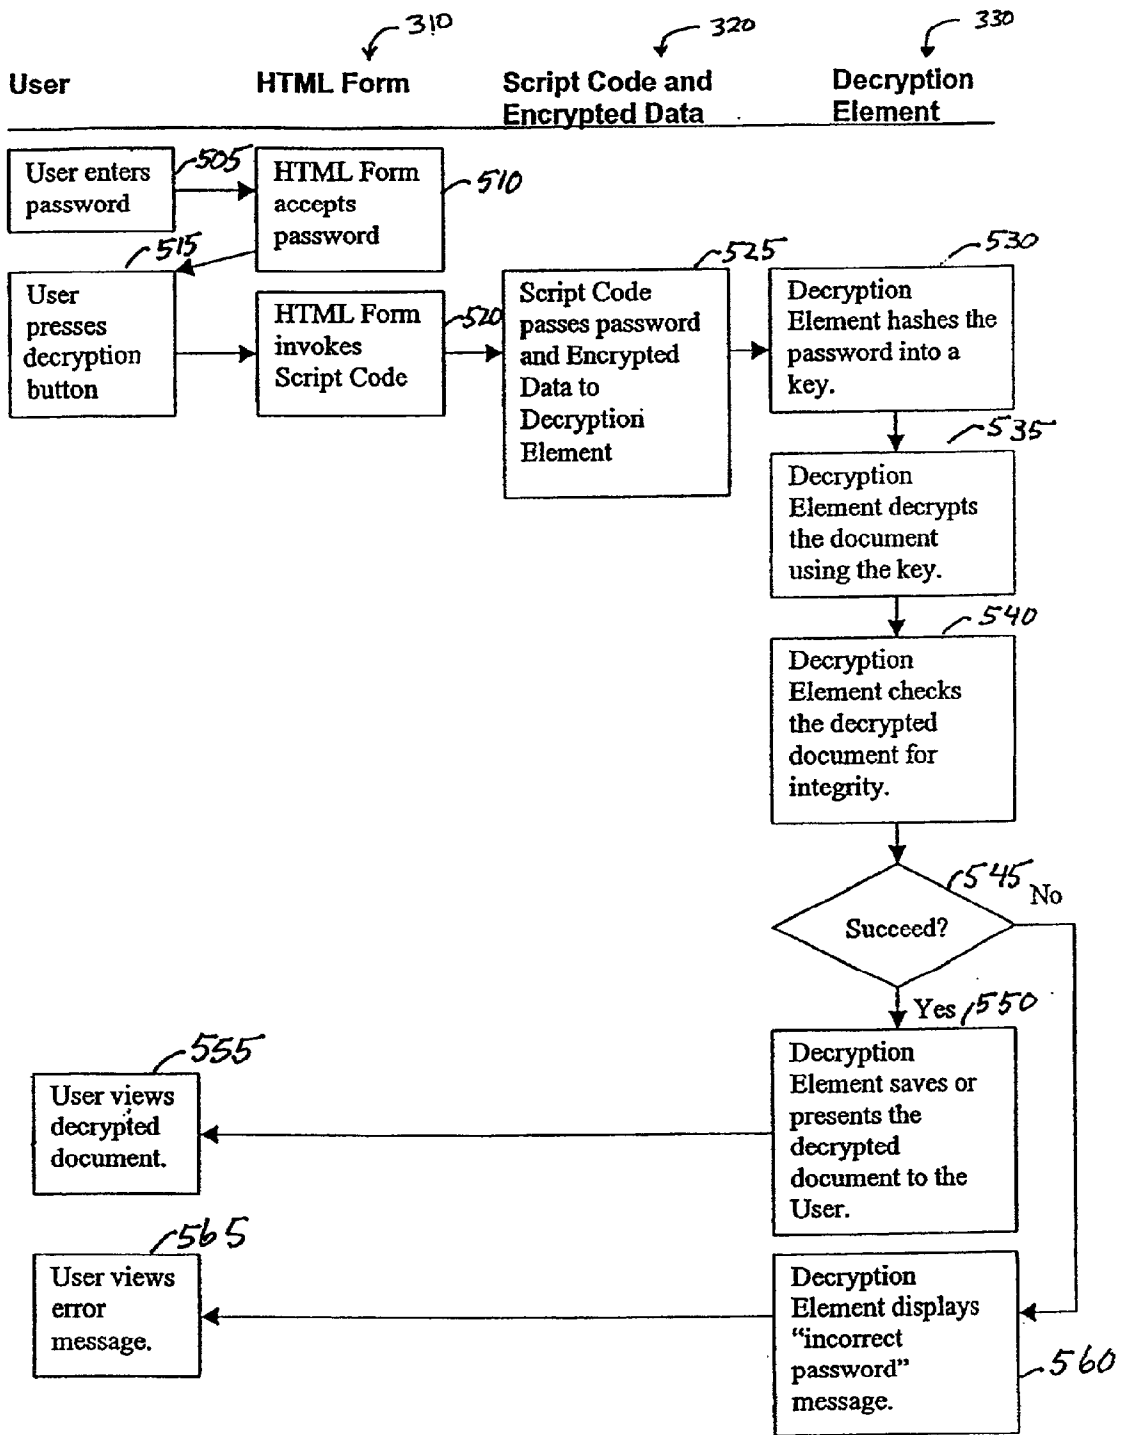 310
320
330
User
HTML Form
Script Code and
Encrypted Data
Decryption
Element
User enters
password
505
HTML Form
accepts
password
510
515
User
presses
decryption
button
HTML Form
invokes
Script Code
520
525
Script Code
passes password
and Encrypted
Data to
Decryption
Element
530
Decryption
Element hashes the
password into a
key.
535
Decryption
Element decrypts
the document
using the key.
540
Decryption
Element checks
the decrypted
document for
integrity.
545
No
Succeed?
Yes
550
Decryption
Element saves or
presents the
decrypted
document to the
User.
555
User views
decrypted
document.
565
User views
error
message.
Decryption
Element displays
“incorrect
password”
message.
560